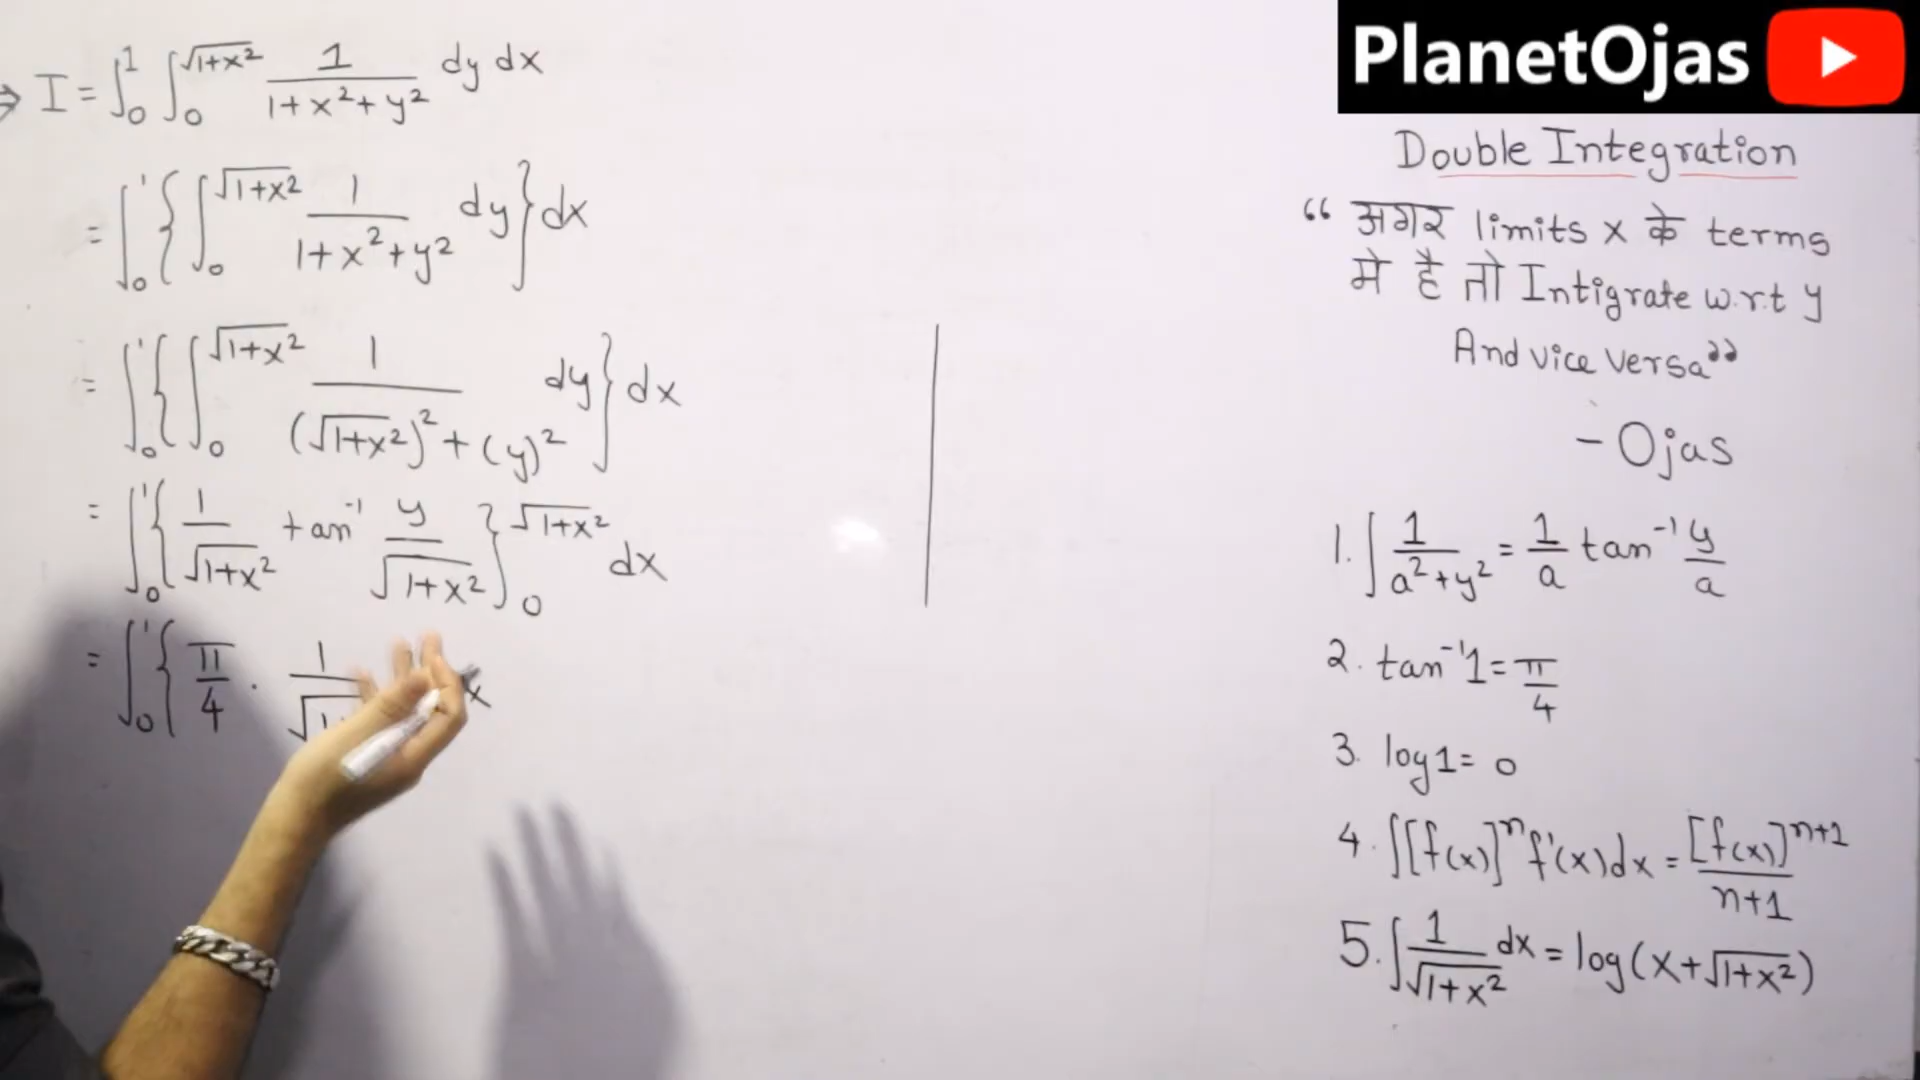 ⇒ I = ∫₀¹ ∫₀^√(1+x²) 1/(1+x²+y²) dy dx
= ∫₀¹ { ∫₀^√(1+x²) 1/(1+x²+y²) dy } dx
= ∫₀¹ { ∫₀^√(1+x²) 1/((√(1+x²))² + (y)²) dy } dx
= ∫₀¹ { 1/√(1+x²) tan⁻¹ y/√(1+x²) }₀^√(1+x²) dx
= ∫₀¹ { π/4 . 1/√1 x
PlanetOjas
Double Integration
“ अगर limits x के terms
मे है तो Intigrate w.r.t y
And vice versa”
- Ojas
1. ∫ 1/(a²+y²) = 1/a tan⁻¹ y/a
2. tan⁻¹1 = π/4
3. log1 = 0
4. ∫[f(x)]ⁿ f'(x)dx = [f(x)]ⁿ⁺¹/(n+1)
5. ∫ 1/√(1+x²) dx = log(x+√(1+x²))